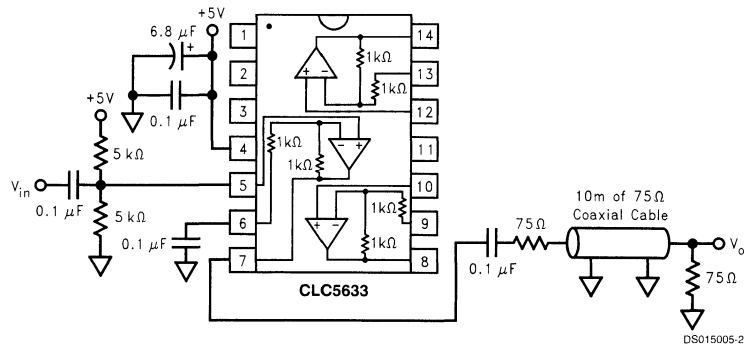 +5V
6.8 µF
+
0.1 µF
+5V
5 kΩ
Vin
0.1 µF
5 kΩ
0.1 µF
1
2
3
4
5
6
7
14
13
12
11
10
9
8
1kΩ
1kΩ
+ −
1kΩ
1kΩ
− +
1kΩ
1kΩ
+ −
CLC5633
0.1 µF
75Ω
10m of 75Ω
Coaxial Cable
Vo
75Ω
DS015005-2